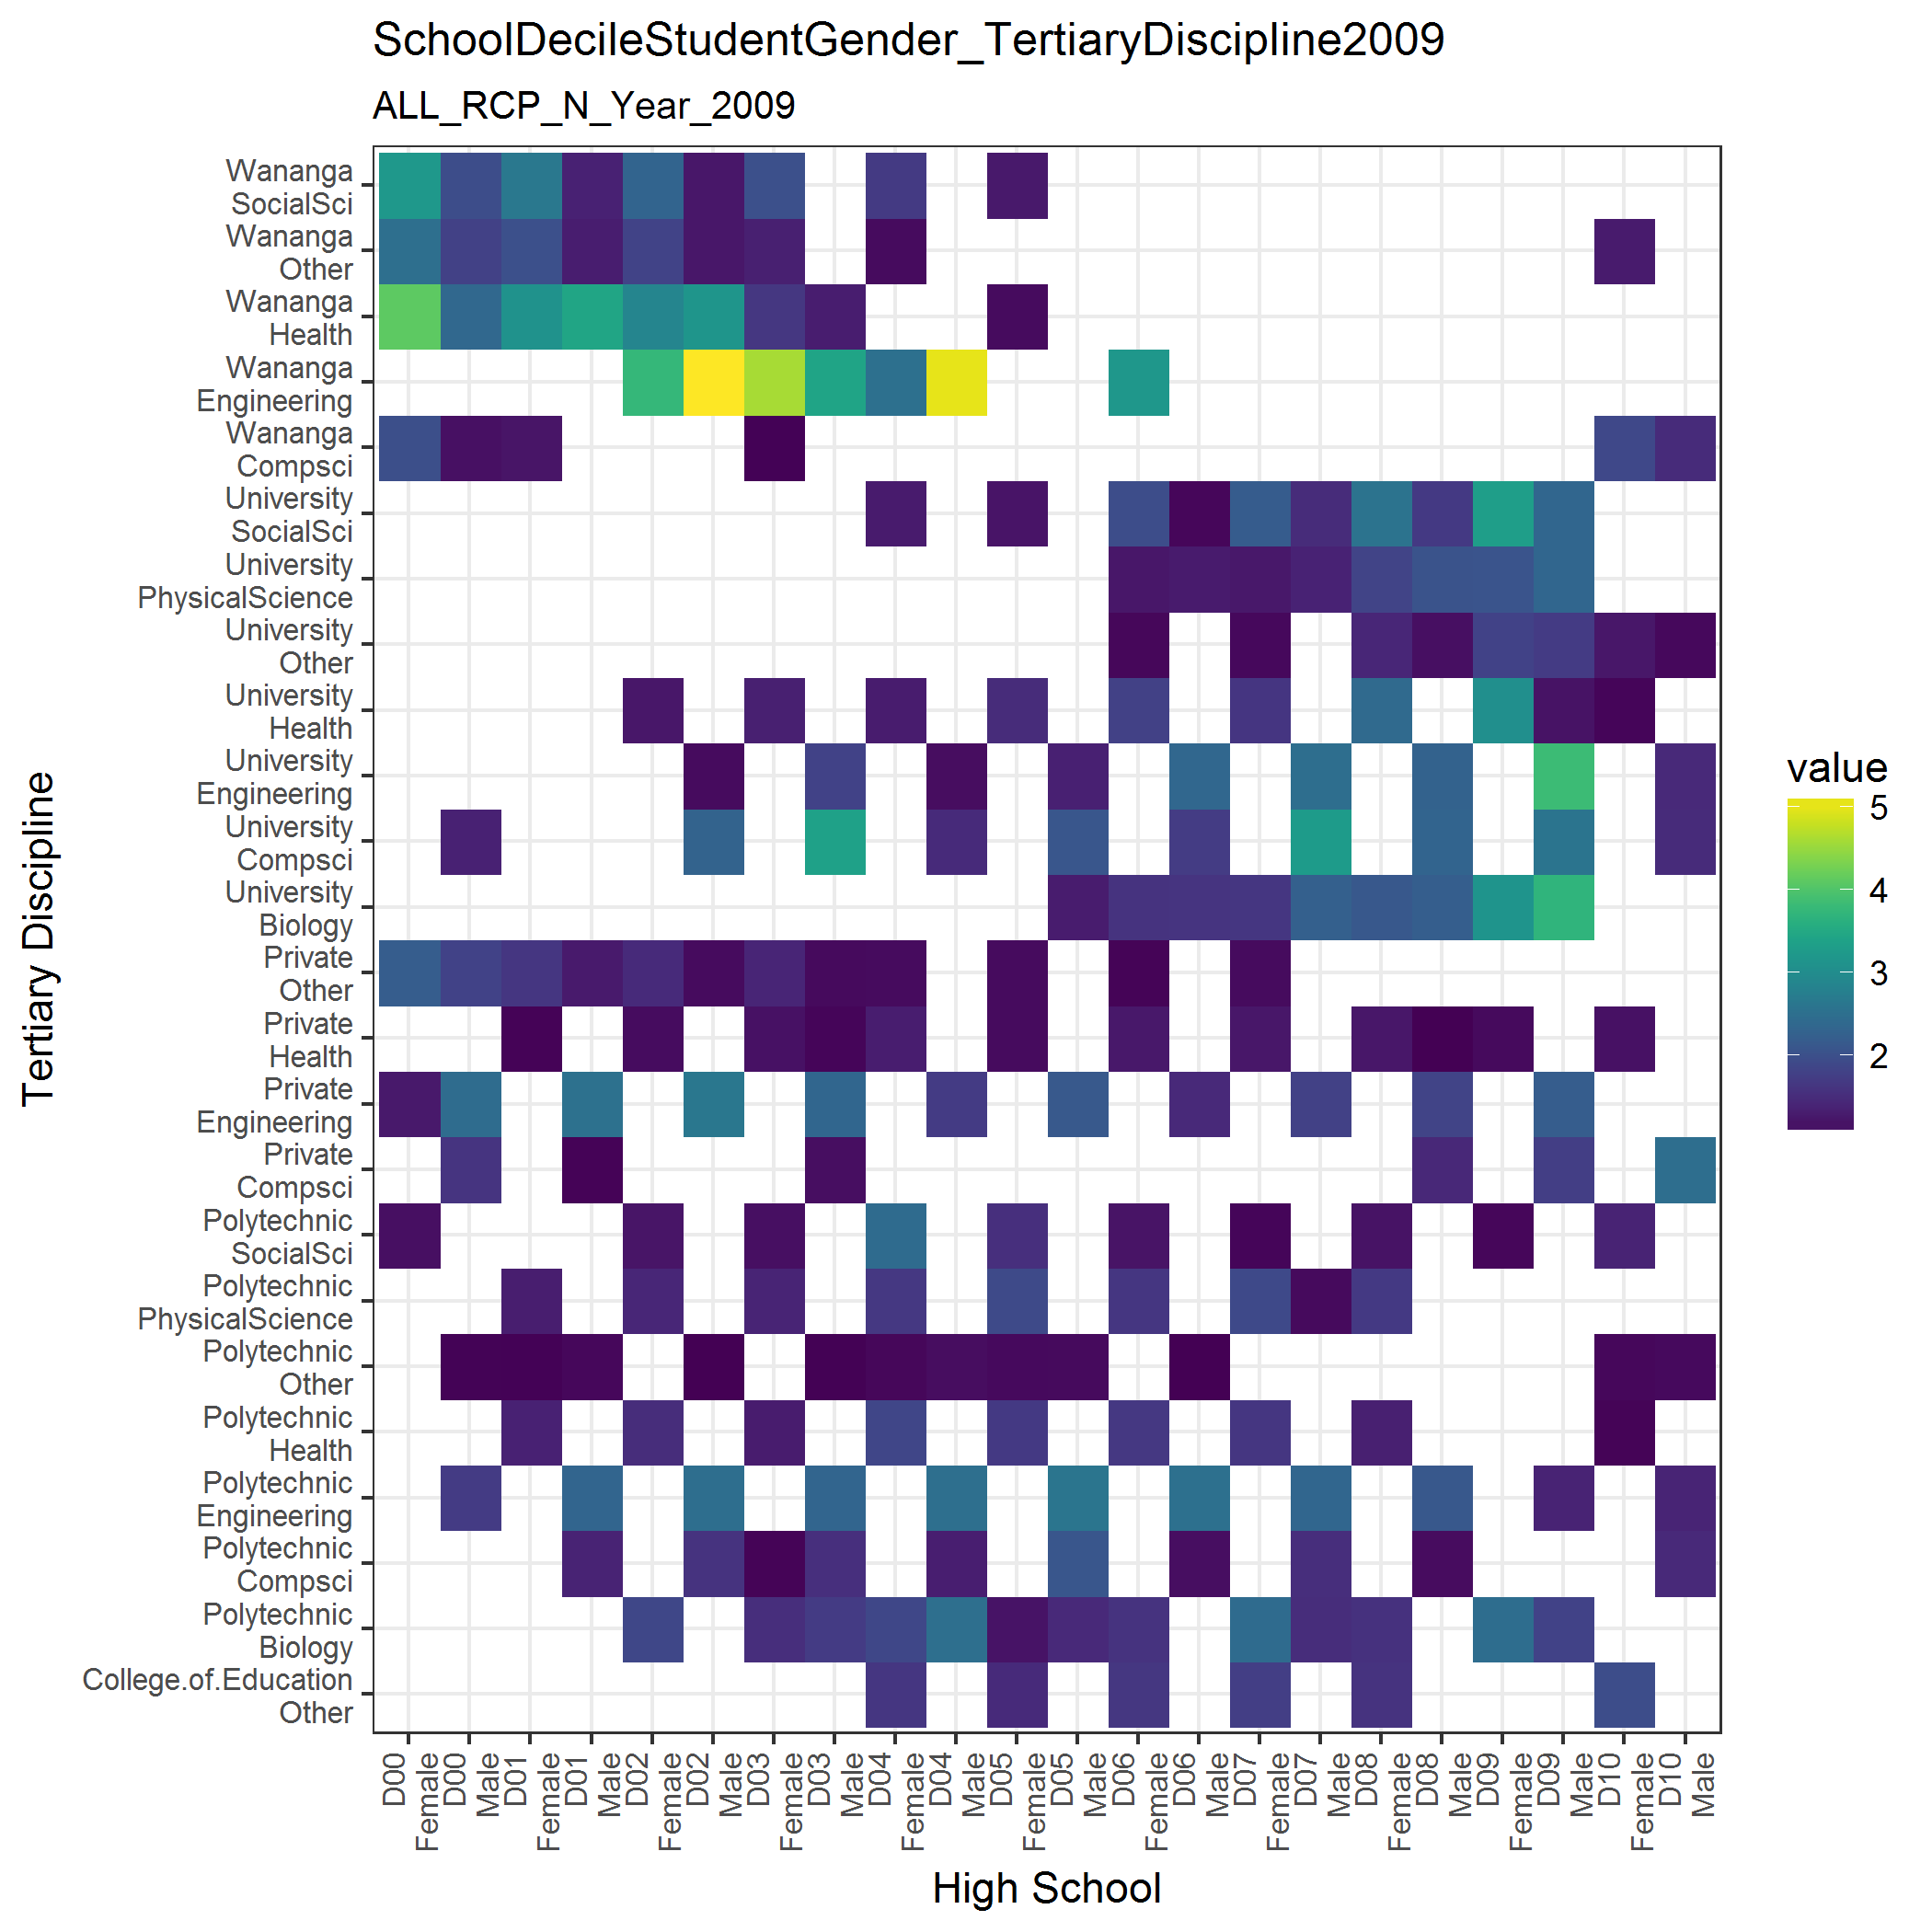 SchoolDecileStudentGender_TertiaryDiscipline2009
ALL_RCP_N_Year_2009
Tertiary Discipline
Wananga
SocialSci
Wananga
Other
Wananga
Health
Wananga
Engineering
Wananga
Compsci
University
SocialSci
University
PhysicalScience
University
Other
University
Health
University
Engineering
University
Compsci
University
Biology
Private
Other
Private
Health
Private
Engineering
Private
Compsci
Polytechnic
SocialSci
Polytechnic
PhysicalScience
Polytechnic
Other
Polytechnic
Health
Polytechnic
Engineering
Polytechnic
Compsci
Polytechnic
Biology
College.of.Education
Other
D00
Female
D00
Male
D01
Female
D01
Male
D02
Female
D02
Male
D03
Female
D03
Male
D04
Female
D04
Male
D05
Female
D05
Male
D06
Female
D06
Male
D07
Female
D07
Male
D08
Female
D08
Male
D09
Female
D09
Male
D10
Female
D10
Male
High School
value
5
4
3
2